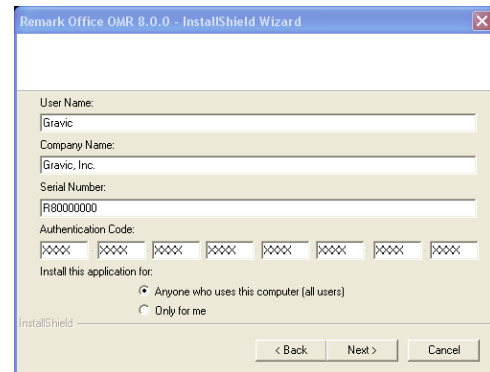 Remark Office OMR 8.0.0 - InstallShield Wizard
User Name:
Gravic
Company Name:
Gravic, Inc.
Serial Number:
R80000000
Authentication Code:
XXXX XXXX XXXX XXXX XXXX XXXX XXXX XXXX
Install this application for:
Anyone who uses this computer (all users)
Only for me
InstallShield
< Back Next > Cancel